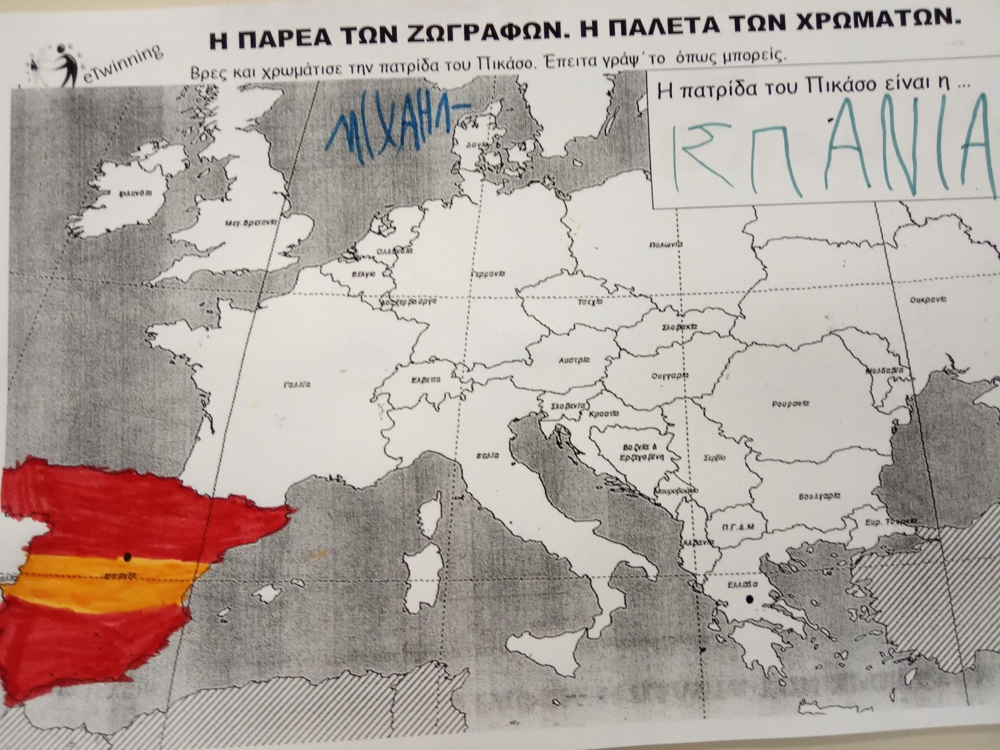 Η ΠΑΡΕΑ ΤΩΝ ΖΩΓΡΑΦΩΝ. Η ΠΑΛΕΤΑ ΤΩΝ ΧΡΩΜΑΤΩΝ.
eTwinning
Βρες και χρωμάτισε την πατρίδα του Πικάσο. Έπειτα γράψ΄το όπως μπορείς.
Η πατρίδα του Πικάσο είναι η ...
ΙΣΠΑΝΙΑ
ΜΙΧΑΗΛ-
Δανία
Ιρλανδία
Μεγ.Βρετανία
Ολλανδία
Πολωνία
Βέλγιο
Γερμανία
Λουξεμβούργο
Τσεχία
Ουκρανία
Σλοβακία
Αυστρία
Μολδαβία
Ουγγαρία
Ελβετία
Γαλλία
Σλοβενία
Ρουμανία
Κροατία
Βοζνία &
Ερζεγοβίνη
Ιταλία
Σερβία
Μαυροβούνιο
Βουλγαρία
Ευρ. Τουρκία
Π.Γ.Δ.Μ
Αλβανία
Ελλάδα